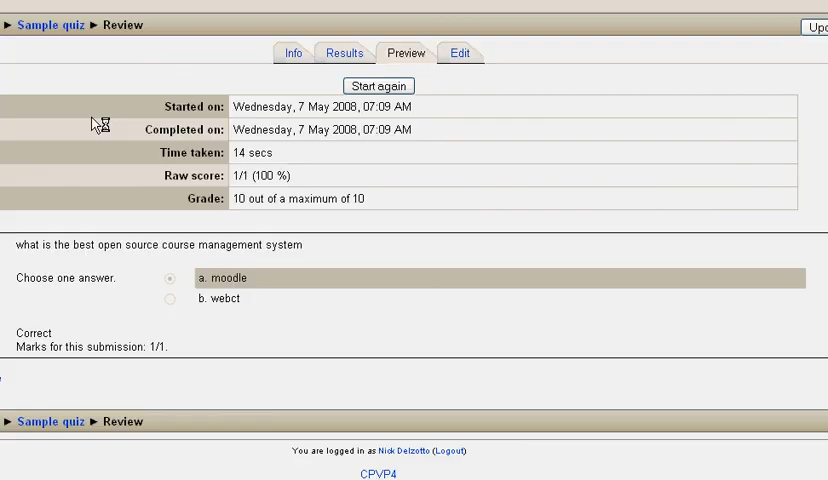 ► Sample quiz ► Review
Info Results Preview Edit
Start again
Started on: Wednesday, 7 May 2008, 07:09 AM
Completed on: Wednesday, 7 May 2008, 07:09 AM
Time taken: 14 secs
Raw score: 1/1 (100 %)
Grade: 10 out of a maximum of 10
what is the best open source course management system
Choose one answer. a. moodle
b. webct
Correct
Marks for this submission: 1/1.
► Sample quiz ► Review
You are logged in as Nick Delzotto (Logout)
CPVP4